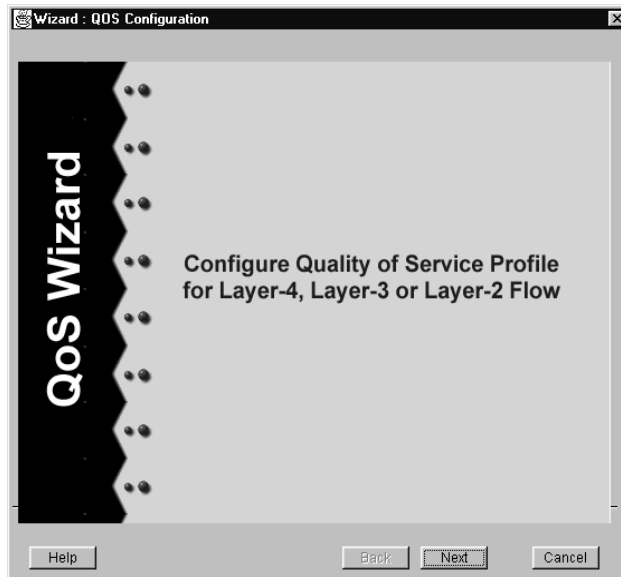 Wizard : QOS Configuration
QoS Wizard
Configure Quality of Service Profile
for Layer-4, Layer-3 or Layer-2 Flow
Help
Back
Next
Cancel